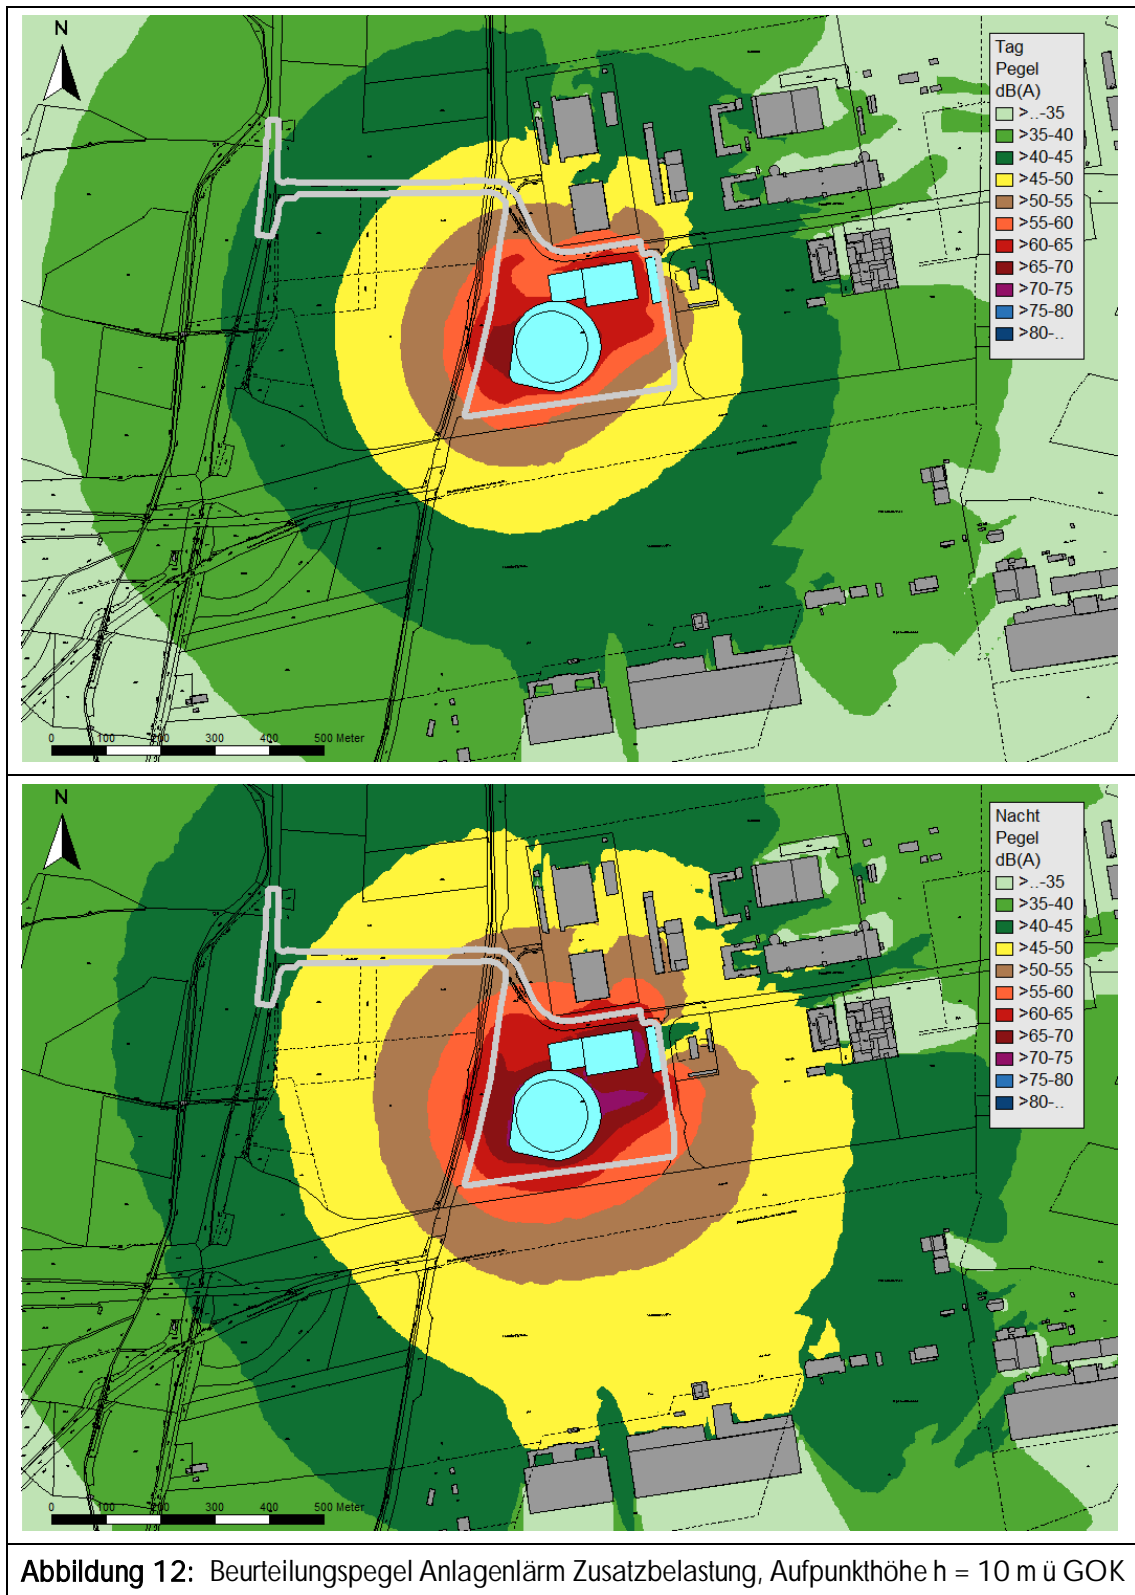 N
Tag
Pegel
dB(A)
>..-35
>35-40
>40-45
>45-50
>50-55
>55-60
>60-65
>65-70
>70-75
>75-80
>80-..
0 100 200 300 400 500 Meter
N
Nacht
Pegel
dB(A)
>..-35
>35-40
>40-45
>45-50
>50-55
>55-60
>60-65
>65-70
>70-75
>75-80
>80-..
0 100 200 300 400 500 Meter
Abbildung 12: Beurteilungspegel Anlagenlärm Zusatzbelastung, Aufpunkthöhe h = 10 m ü GOK